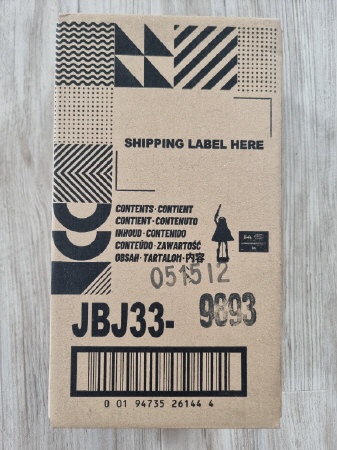 SHIPPING LABEL HERE
CONTENTS · CONTIENT
CONTIENT · CONTENUTO
INHOUD · CONTENIDO
CONTEÚDO · ZAWARTOŚĆ
OBSAH · TARTALOM · 内容
051512
JBJ33-
9893
0 01 94735 26144 4